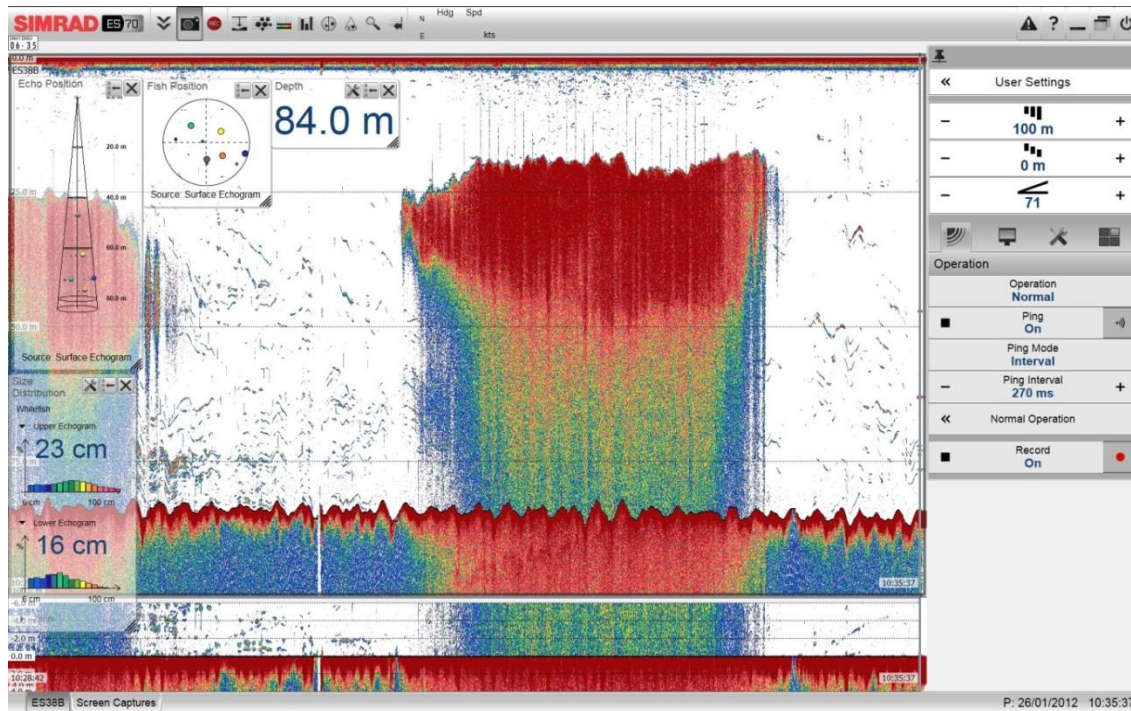 SIMRAD ES70
N
E
Hdg Spd
kts
06-35
ES38B
Echo Position
20.0 m
40.0 m
60.0 m
80.0 m
Source: Surface Echogram
Fish Position
Source: Surface Echogram
Depth
84.0 m
Size
Distribution
Whitefish
Upper Echogram
%
23 cm
6 cm 100 cm
Lower Echogram
%
16 cm
6 cm 100 cm
10:35:37
-2.0 m
0.0 m
10:28:42
10:35:37
User Settings
- 100 m +
- 0 m +
- 71 +
Operation
Operation
Normal
Ping
On
Ping Mode
Interval
- Ping Interval +
270 ms
Normal Operation
Record
On
ES38B Screen Captures
P: 26/01/2012 10:35:37